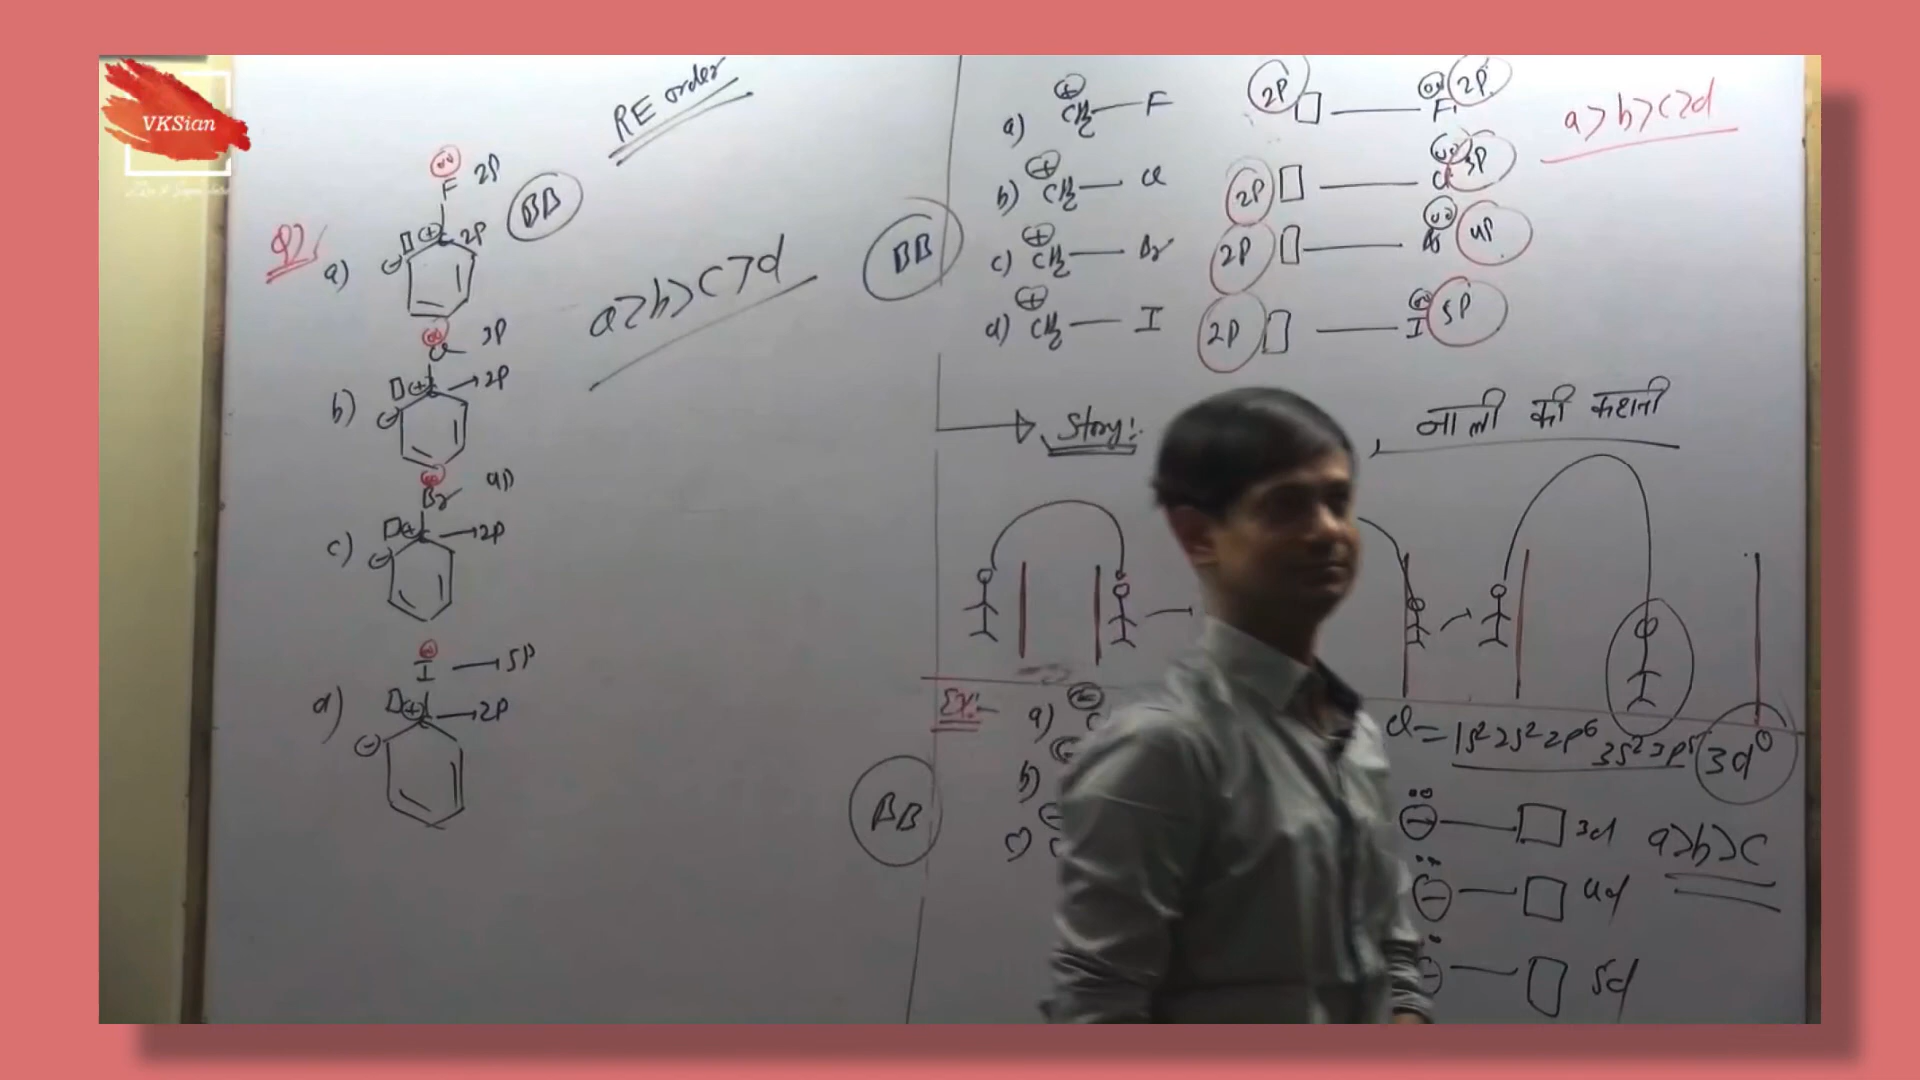 VKSian
RE order
Q2
a) F 2P
⊕ 2P
BB
a>b>c>d
b) Cl 3P
⊕ → 2P
c) Br 4P
⊕ → 2P
d) I → 5P
⊕ → 2P
a) ⊕ CH2 — F 2P □ — F 2P
b) ⊕ CH2 — Cl 2P □ — Cl 3P
c) ⊕ CH2 — Br 2P □ — Br 4P
d) ⊕ CH2 — I 2P □ — I 5P
a>b>c>d
BB
Story:- नाली की कहानी
Ex:- a)
b)
c)
BB
Cl = 1s² 2s² 2p⁶ 3s² 3p⁵ 3d⁰
⊖ — □ 3d
⊖ — □ 4d
⊖ — □ 5d
a>b>c